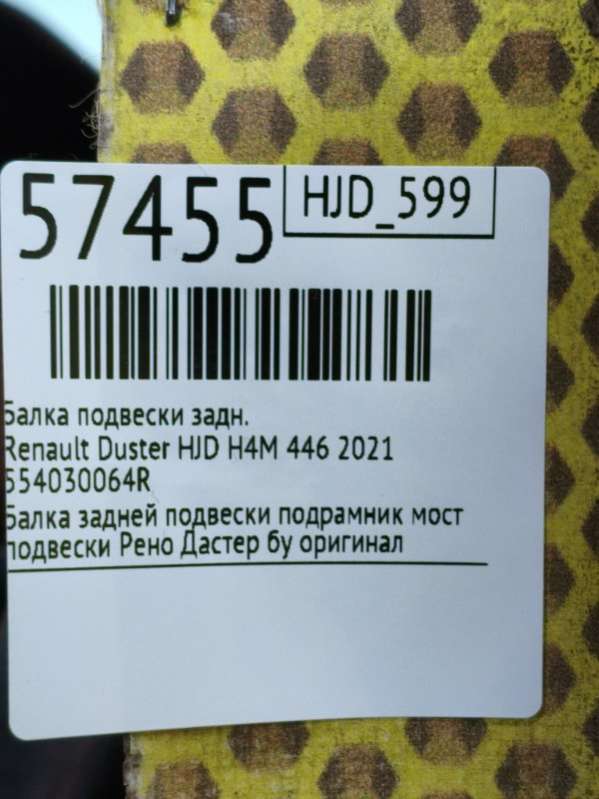 57455
HJD_599
Балка подвески задн.
Renault Duster HJD H4M 446 2021
554030064R
Балка задней подвески подрамник мост
подвески Рено Дастер бу оригинал